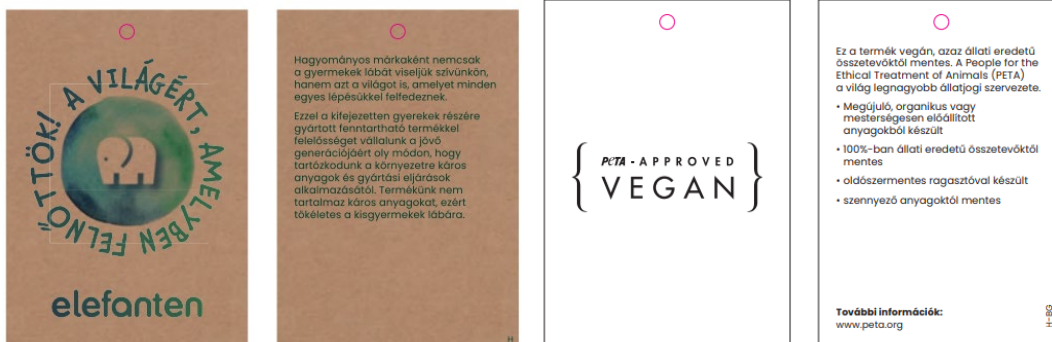 A VILÁGÉRT, AMELYBEN FELNŐTTÖK!
elefanten
Hagyományos márkaként nemcsak
a gyermekek lábát viseljük szívünkön,
hanem azt a világot is, amelyet minden
egyes lépésükkel felfedeznek.
Ezzel a kifejezetten gyerekek részére
gyártott fenntartható termékkel
felelősséget vállalunk a jövő
generációjáért oly módon, hogy
tartózkodunk a környezetre káros
anyagok és gyártási eljárások
alkalmazásától. Termékünk nem
tartalmaz káros anyagokat, ezért
tökéletes a kisgyermekek lábára.
H
PETA - APPROVED
VEGAN
Ez a termék vegán, azaz állati eredetű
összetevőktől mentes. A People for the
Ethical Treatment of Animals (PETA)
a világ legnagyobb állatjogi szervezete.
• Megújuló, organikus vagy
mesterségesen előállított
anyagokból készült
• 100%-ban állati eredetű összetevőktől
mentes
• oldószermentes ragasztóval készült
• szennyező anyagoktól mentes
További információk:
www.peta.org
H-BG